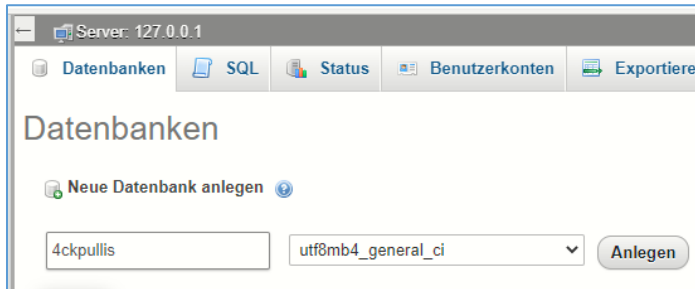 ← Server: 127.0.0.1
Datenbanken SQL Status Benutzerkonten Exportiere
Datenbanken
Neue Datenbank anlegen
4ckpullis utf8mb4_general_ci Anlegen